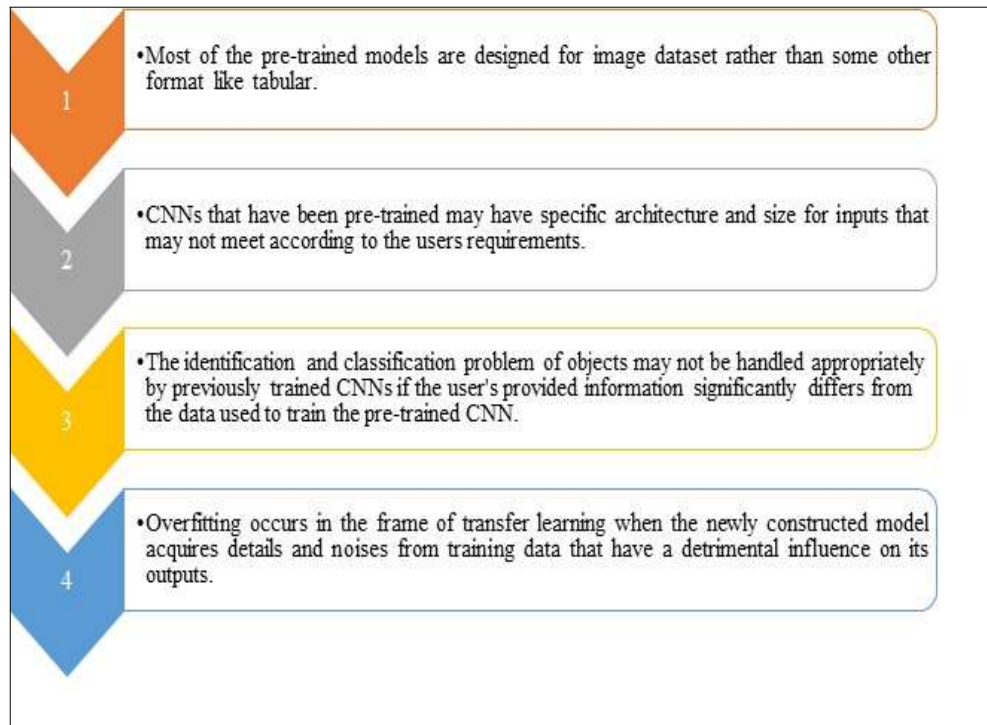 1
•Most of the pre-trained models are designed for image dataset rather than some other
format like tabular.
2
•CNNs that have been pre-trained may have specific architecture and size for inputs that
may not meet according to the users requirements.
3
•The identification and classification problem of objects may not be handled appropriately
by previously trained CNNs if the user's provided information significantly differs from
the data used to train the pre-trained CNN.
4
•Overfitting occurs in the frame of transfer learning when the newly constructed model
acquires details and noises from training data that have a detrimental influence on its
outputs.